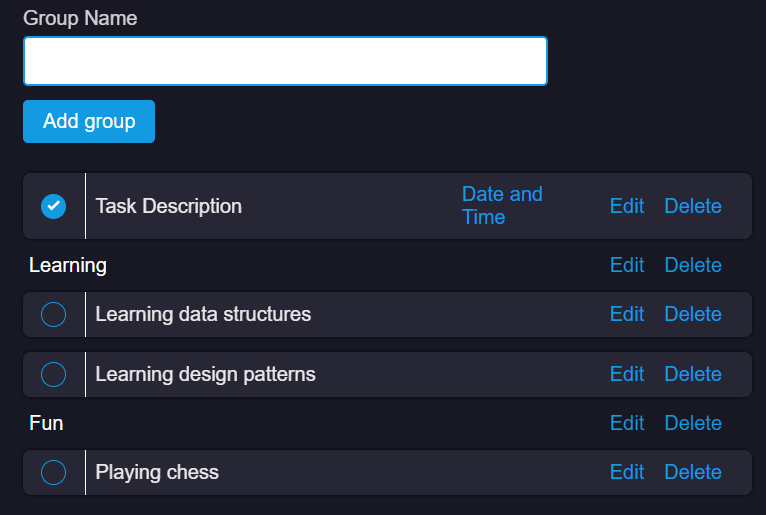 Group Name
Add group
Task Description Date and Time Edit Delete
Learning Edit Delete
Learning data structures Edit Delete
Learning design patterns Edit Delete
Fun Edit Delete
Playing chess Edit Delete